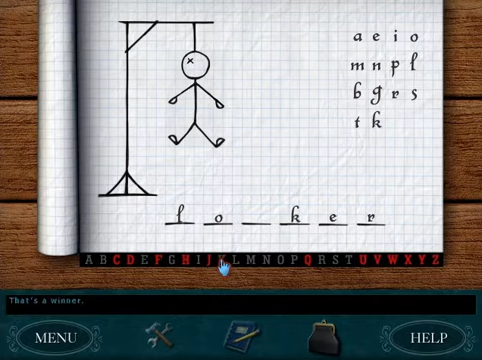 a e i o
m n p l
b g r s
t k
l o _ k e r
A B C D E F G H I J K L M N O P Q R S T U V W X Y Z
That's a winner.
MENU
HELP